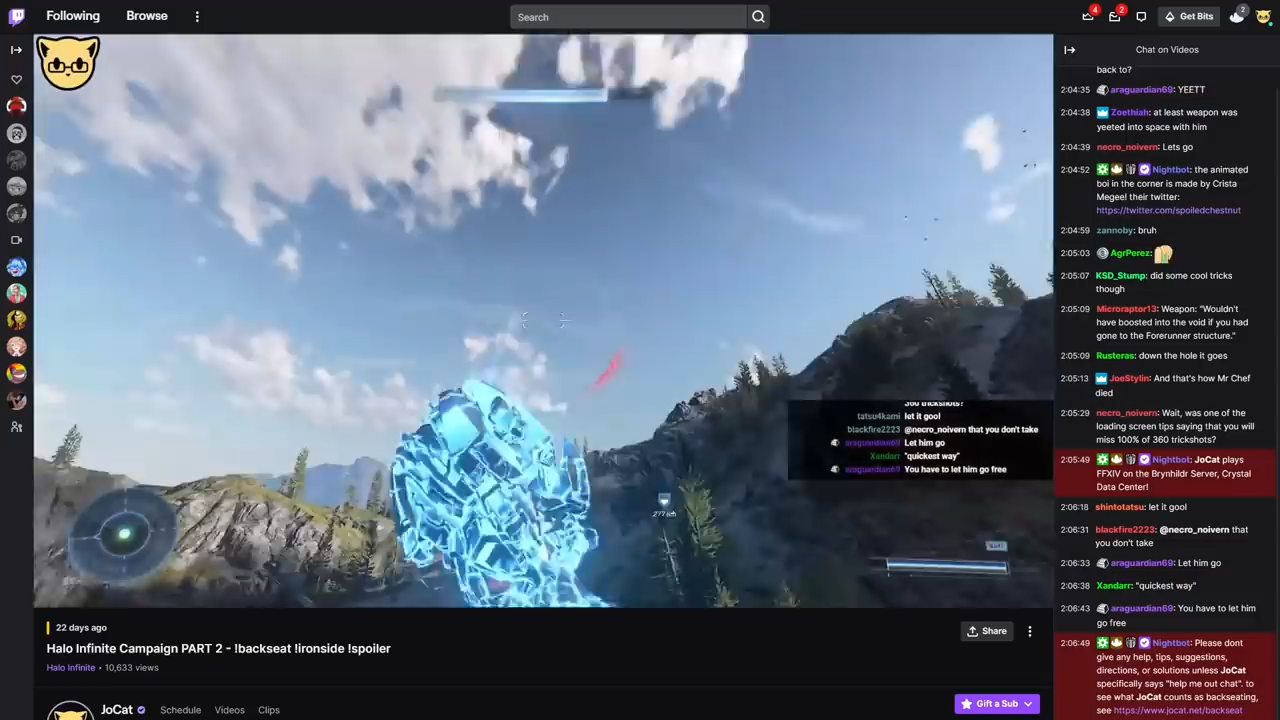 Following
Browse
Search
4
2
Get Bits
2
Chat on Videos
back to?
2:04:35 araguardian69: YEETT
2:04:38 Zoethiah: at least weapon was
yeeted into space with him
2:04:39 necro_noivern: Lets go
2:04:52 Nightbot: the animated
boi in the corner is made by Crista
Megeel their twitter:
https://twitter.com/spoiledchestnut
2:04:59 zannoby: bruh
2:05:03 AgrPerez:
2:05:07 KSD_Stump: did some cool tricks
though
2:05:09 Microraptor13: Weapon: "Wouldn't
have boosted into the void if you had
gone to the Forerunner structure."
2:05:09 Rusteras: down the hole it goes
2:05:13 JoeStylin: And that's how Mr Chef
died
2:05:29 necro_noivern: Wait, was one of the
loading screen tips saying that you will
miss 100% of 360 trickshots?
2:05:49 Nightbot: JoCat plays
FFXIV on the Brynhildr Server, Crystal
Data Center!
2:06:18 shintotatsu: let it gool
2:06:31 blackfire2223: @necro_noivern that
you don't take
2:06:33 araguardian69: Let him go
2:06:38 Xandarr: "quickest way"
2:06:43 araguardian69: You have to let him
go free
2:06:49 Nightbot: Please dont
give any help, tips, suggestions,
directions, or solutions unless JoCat
specifically says "help me out chat". to
see what JoCat counts as backseating,
see https://www.jocat.net/backseat
360 trickshots?
tatsu4kami let it gool
blackfire2223 @necro_noivern that you don't take
araguardian69 Let him go
Xandarr "quickest way"
araguardian69 You have to let him go free
22 days ago
Share
Halo Infinite Campaign PART 2 - !backseat !ironside !spoiler
Halo Infinite • 10,633 views
JoCat
Schedule
Videos
Clips
Gift a Sub